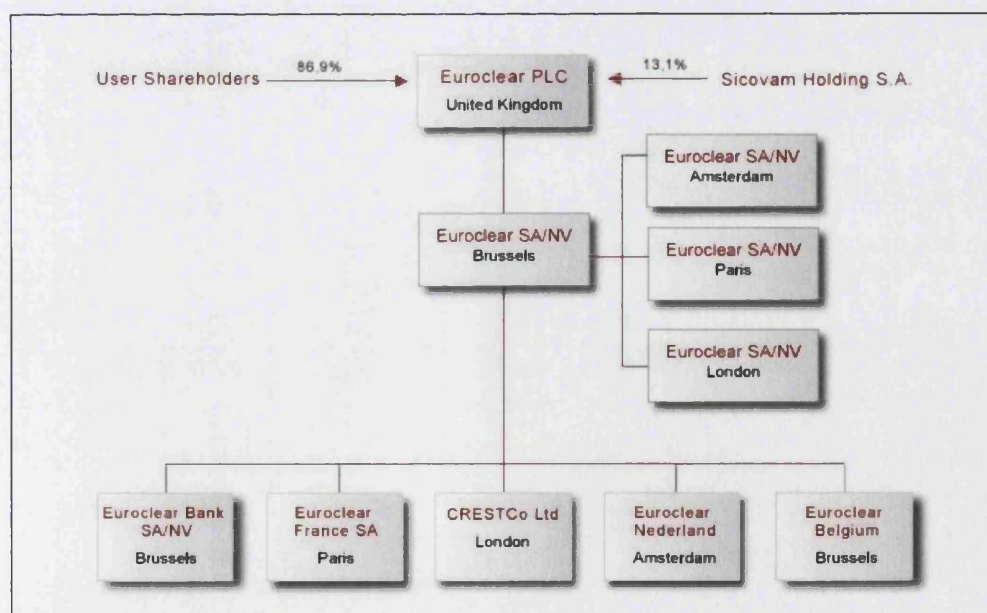 User Shareholders
86,9%
Euroclear PLC
United Kingdom
13,1%
Sicovam Holding S.A.
Euroclear SA/NV
Amsterdam
Euroclear SA/NV
Brussels
Euroclear SA/NV
Paris
Euroclear SA/NV
London
Euroclear Bank
SA/NV
Brussels
Euroclear
France SA
Paris
CRESTCo Ltd
London
Euroclear
Nederland
Amsterdam
Euroclear
Belgium
Brussels